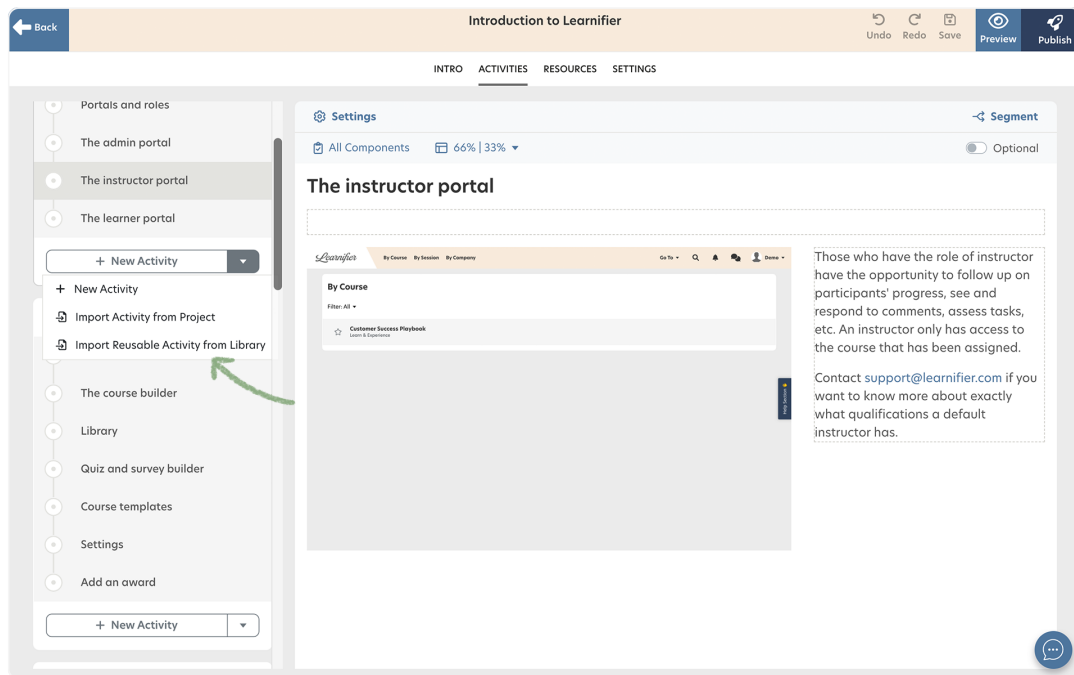 Back
Introduction to Learnifier
Undo
Redo
Save
Preview
Publish
INTRO
ACTIVITIES
RESOURCES
SETTINGS
Portals and roles
The admin portal
The instructor portal
The learner portal
+ New Activity
+ New Activity
Import Activity from Project
Import Reusable Activity from Library
The course builder
Library
Quiz and survey builder
Course templates
Settings
Add an award
+ New Activity
Settings
Segment
All Components
66% | 33%
Optional
The instructor portal
Learnifier
By Course
By Session
By Company
Go To
Demo
By Course
Filter: All
Customer Success Playbook
Learn & Experience
Help Section
Those who have the role of instructor
have the opportunity to follow up on
participants' progress, see and
respond to comments, assess tasks,
etc. An instructor only has access to
the course that has been assigned.
Contact support@learnifier.com if you
want to know more about exactly
what qualifications a default
instructor has.